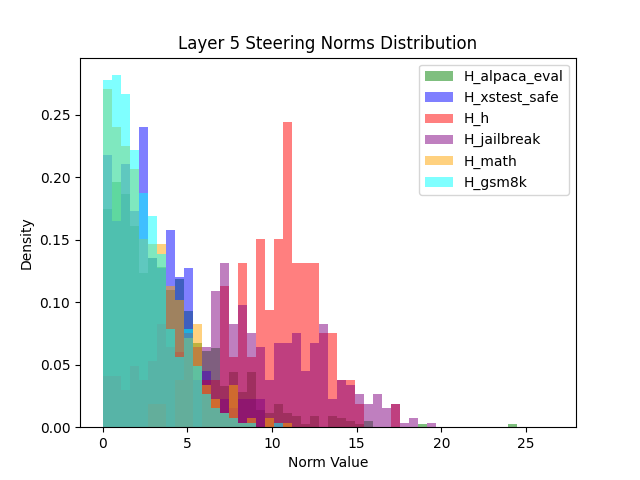 Layer 5 Steering Norms Distribution
H_alpaca_eval
H_xstest_safe
H_h
H_jailbreak
H_math
H_gsm8k
Density
0.25
0.20
0.15
0.10
0.05
0.00
0
5
10
15
20
25
Norm Value